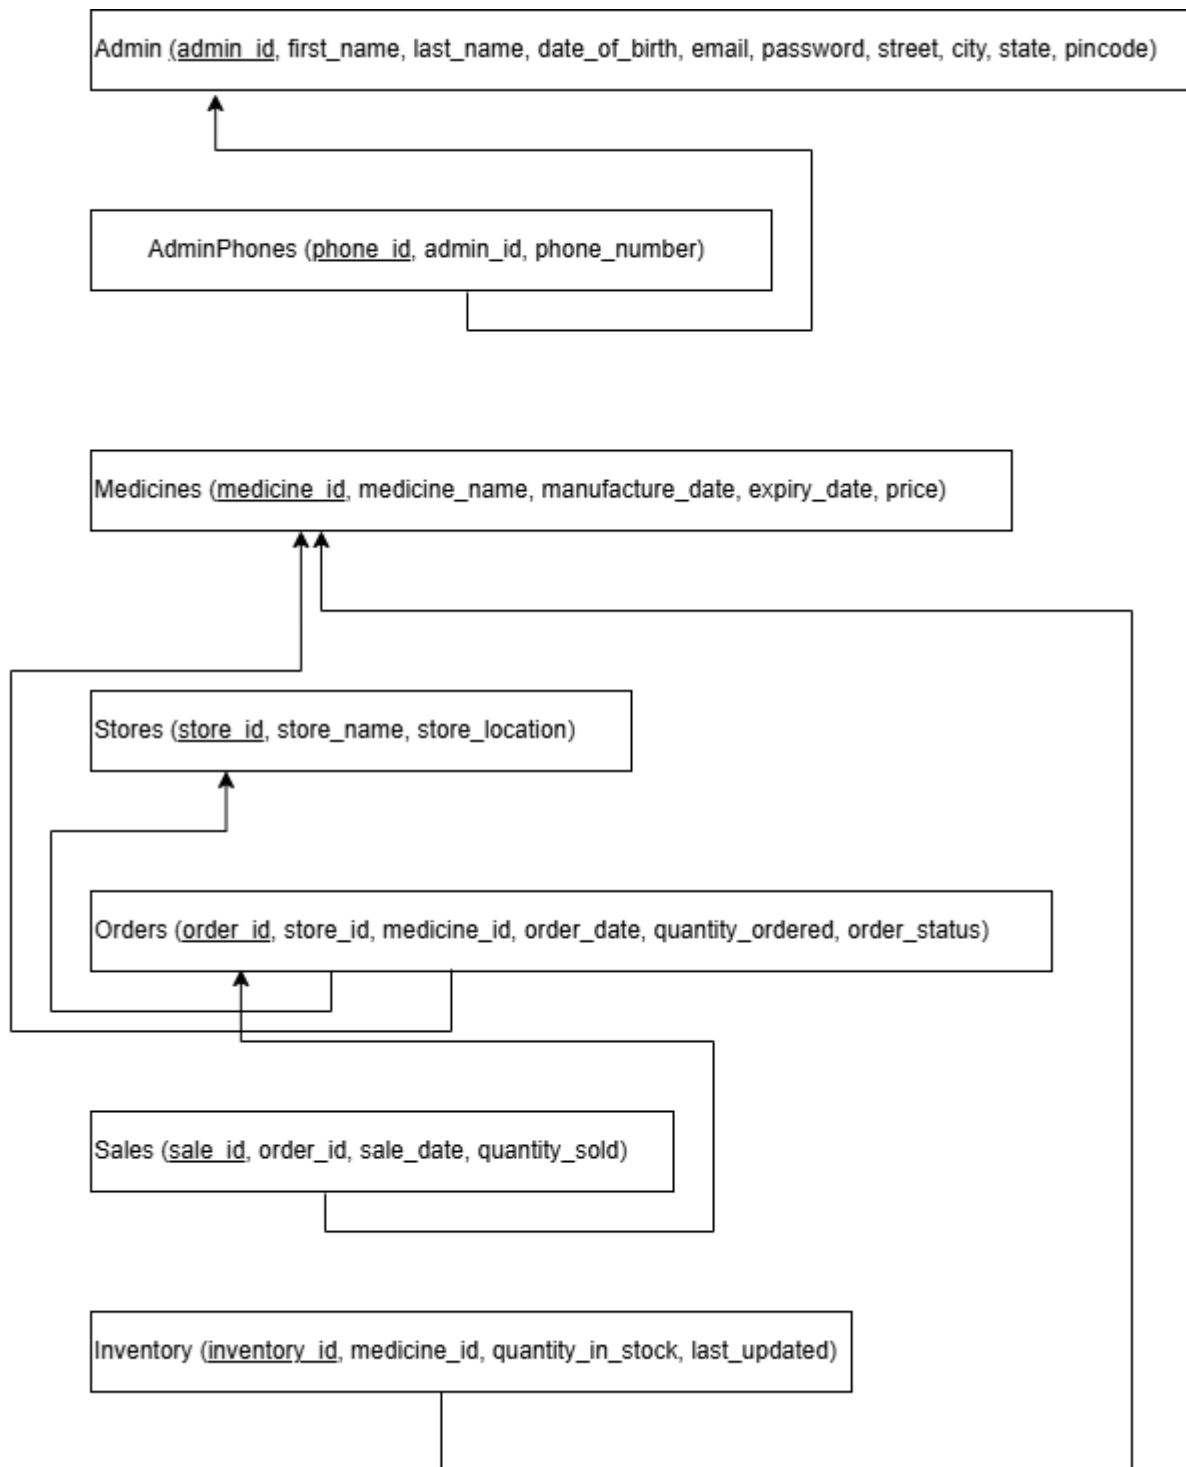 Admin (admin_id, first_name, last_name, date_of_birth, email, password, street, city, state, pincode)
AdminPhones (phone_id, admin_id, phone_number)
Medicines (medicine_id, medicine_name, manufacture_date, expiry_date, price)
Stores (store_id, store_name, store_location)
Orders (order_id, store_id, medicine_id, order_date, quantity_ordered, order_status)
Sales (sale_id, order_id, sale_date, quantity_sold)
Inventory (inventory_id, medicine_id, quantity_in_stock, last_updated)